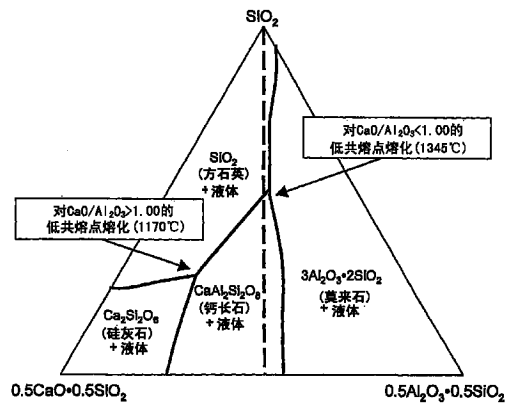 SIO₂
对CaO/Al₂O₃<1.00的
低共熔点熔化(1345℃)
SIO₂
(方石英)
+液体
对CaO/Al₂O₃>1.00的
低共熔点熔化(1170℃)
3Al₂O₃•2SIO₂
(莫来石)
+液体
CaAl₂Si₂O₈
(钙长石)
+液体
Ca₂Si₂O₆
(硅灰石)
+液体
0.5CaO•0.5SIO₂
0.5Al₂O₃•0.5SiO₂